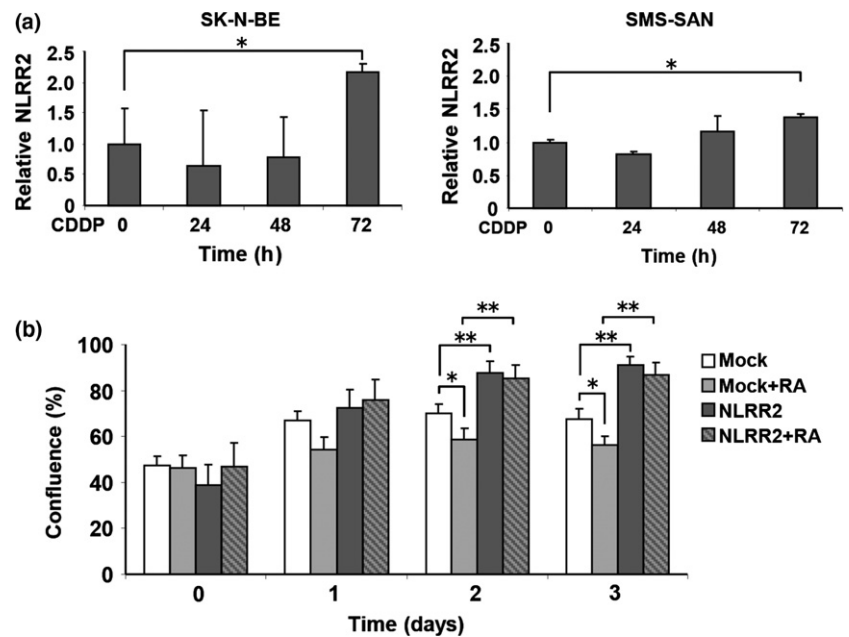 (a)
SK-N-BE
SMS-SAN
Relative NLRR2
2.5
2.0
1.5
1.0
0.5
0
*
CDDP 0 24 48 72
Time (h)
Relative NLRR2
2.5
2.0
1.5
1.0
0.5
0
*
CDDP 0 24 48 72
Time (h)
(b)
Confluence (%)
100
80
60
40
20
0
** **
** **
* *
0 1 2 3
Time (days)
Mock
Mock+RA
NLRR2
NLRR2+RA